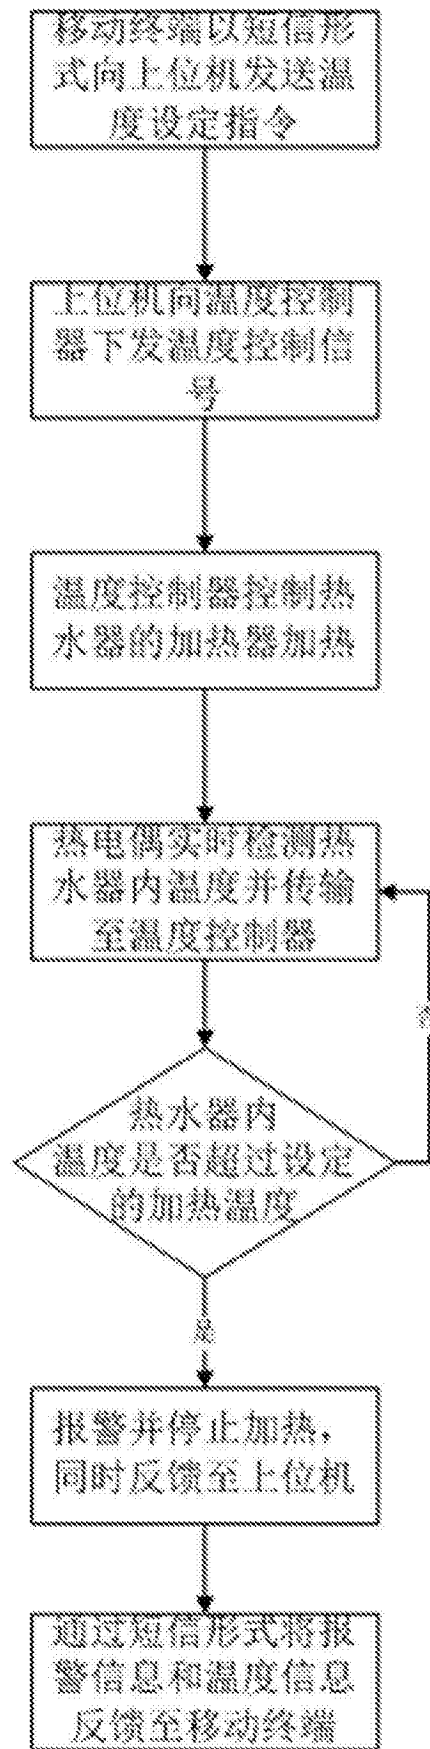 移动终端以短信形
式向上位机发送温
度设定指令
上位机向温度控制
器下发温度控制信
号
温度控制器控制热
水器的加热器加热
热电偶实时检测热
水器内温度并传输
至温度控制器
否
热水器内
温度是否超过设定
的加热温度
是
报警并停止加热，
同时反馈至上位机
通过短信形式将报
警信息和温度信息
反馈至移动终端